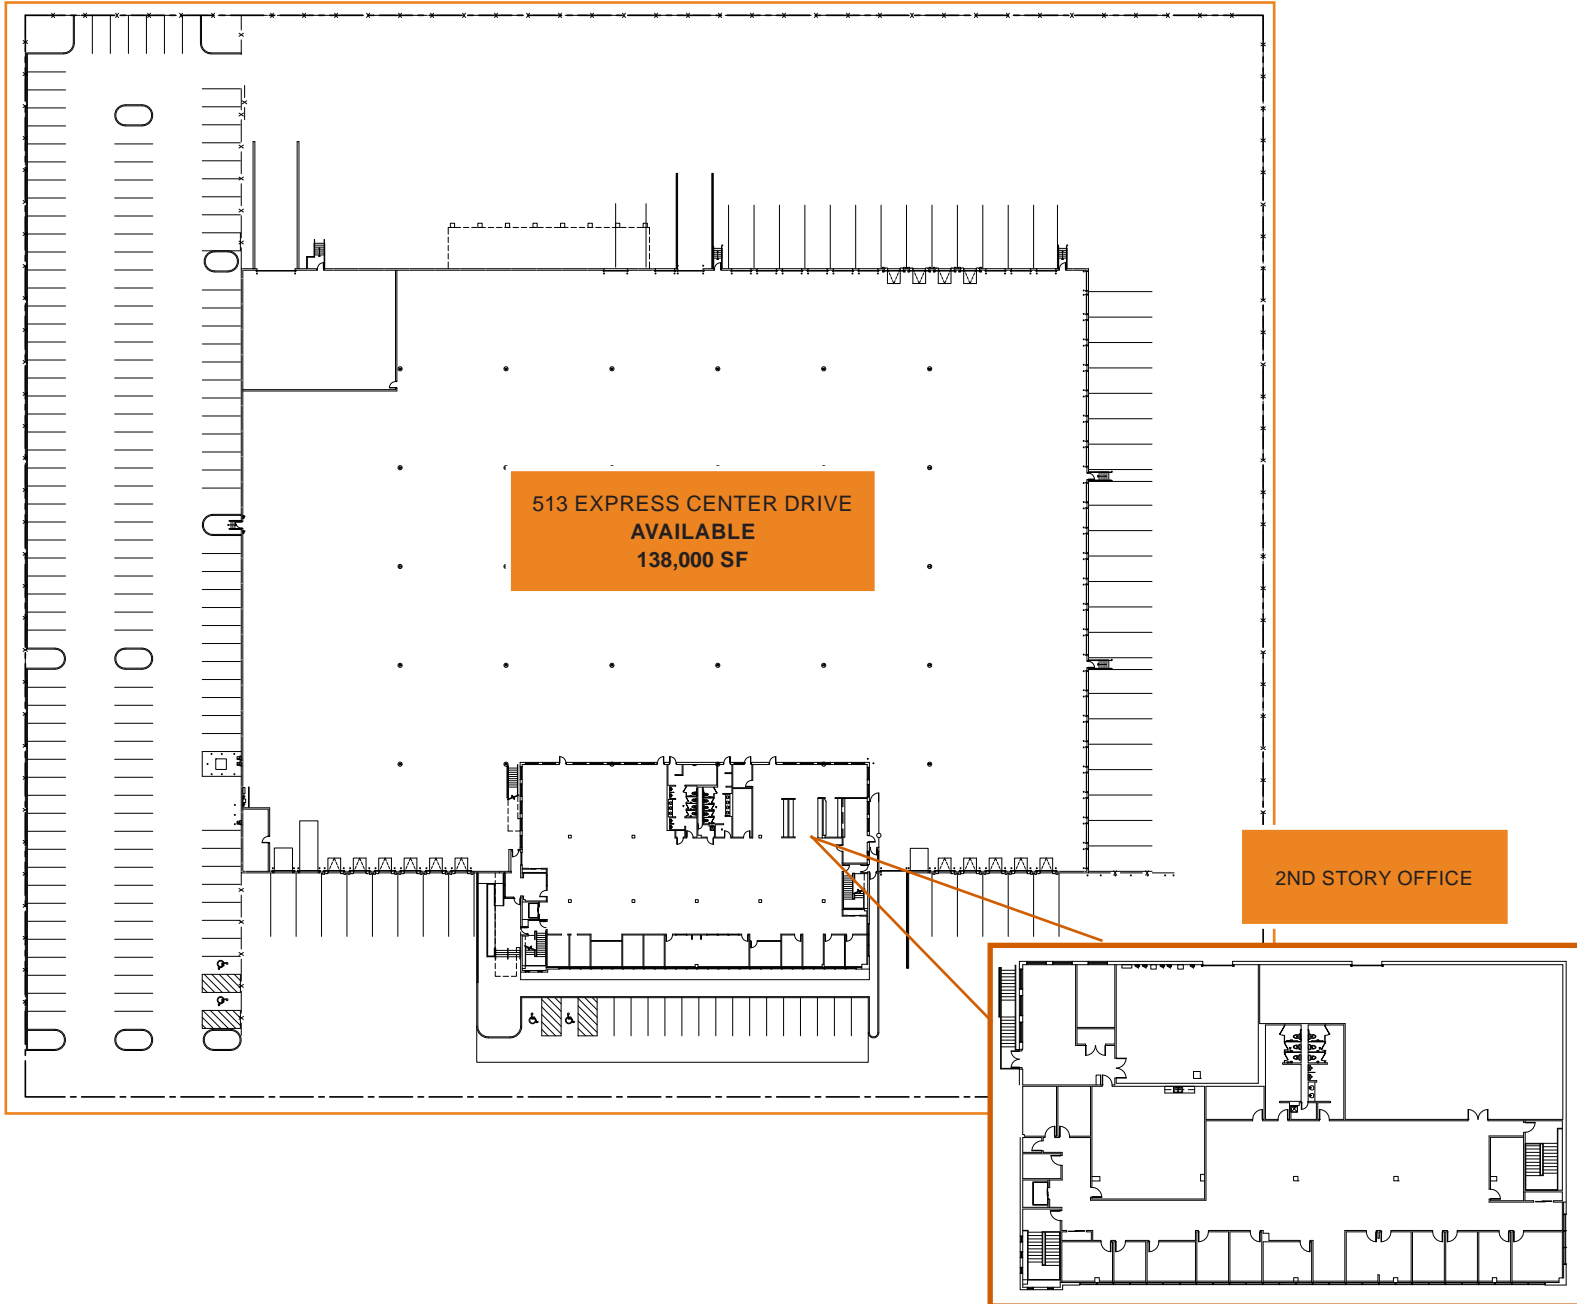 513 EXPRESS CENTER DRIVE
AVAILABLE
138,000 SF
2ND STORY OFFICE